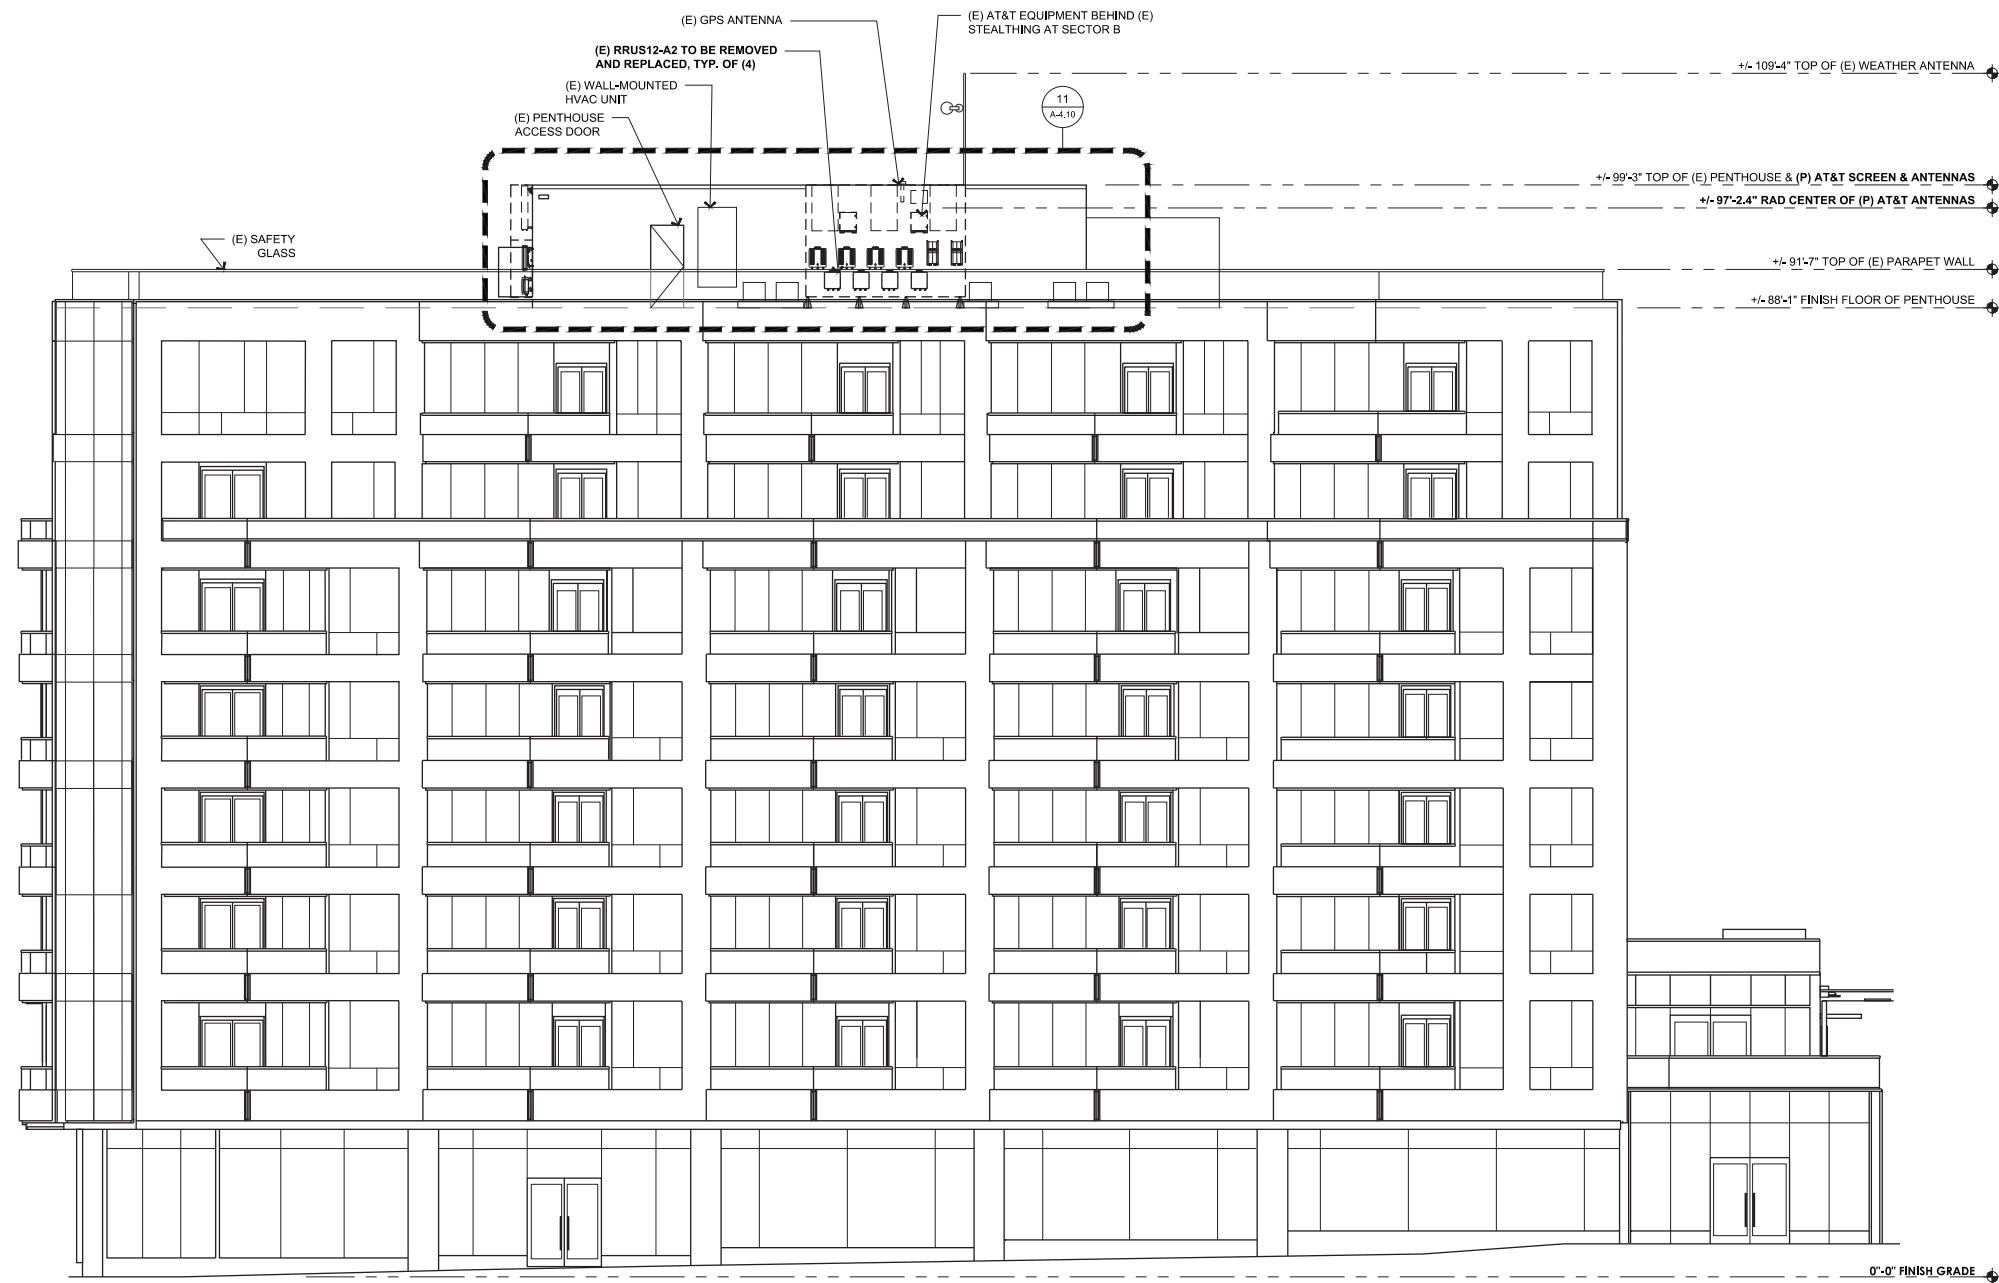 (E) GPS ANTENNA
(E) AT&T EQUIPMENT BEHIND (E)
STEALTHING AT SECTOR B
(E) RRUS12-A2 TO BE REMOVED
AND REPLACED, TYP. OF (4)
(E) WALL-MOUNTED
HVAC UNIT
(E) PENTHOUSE
ACCESS DOOR
11
A-4.10
(E) SAFETY
GLASS
+/- 109'-4" TOP OF (E) WEATHER ANTENNA
+/- 99'-3" TOP OF (E) PENTHOUSE & (P) AT&T SCREEN & ANTENNAS
+/- 97'-2.4" RAD CENTER OF (P) AT&T ANTENNAS
+/- 91'-7" TOP OF (E) PARAPET WALL
+/- 88'-1" FINISH FLOOR OF PENTHOUSE
0"-0" FINISH GRADE